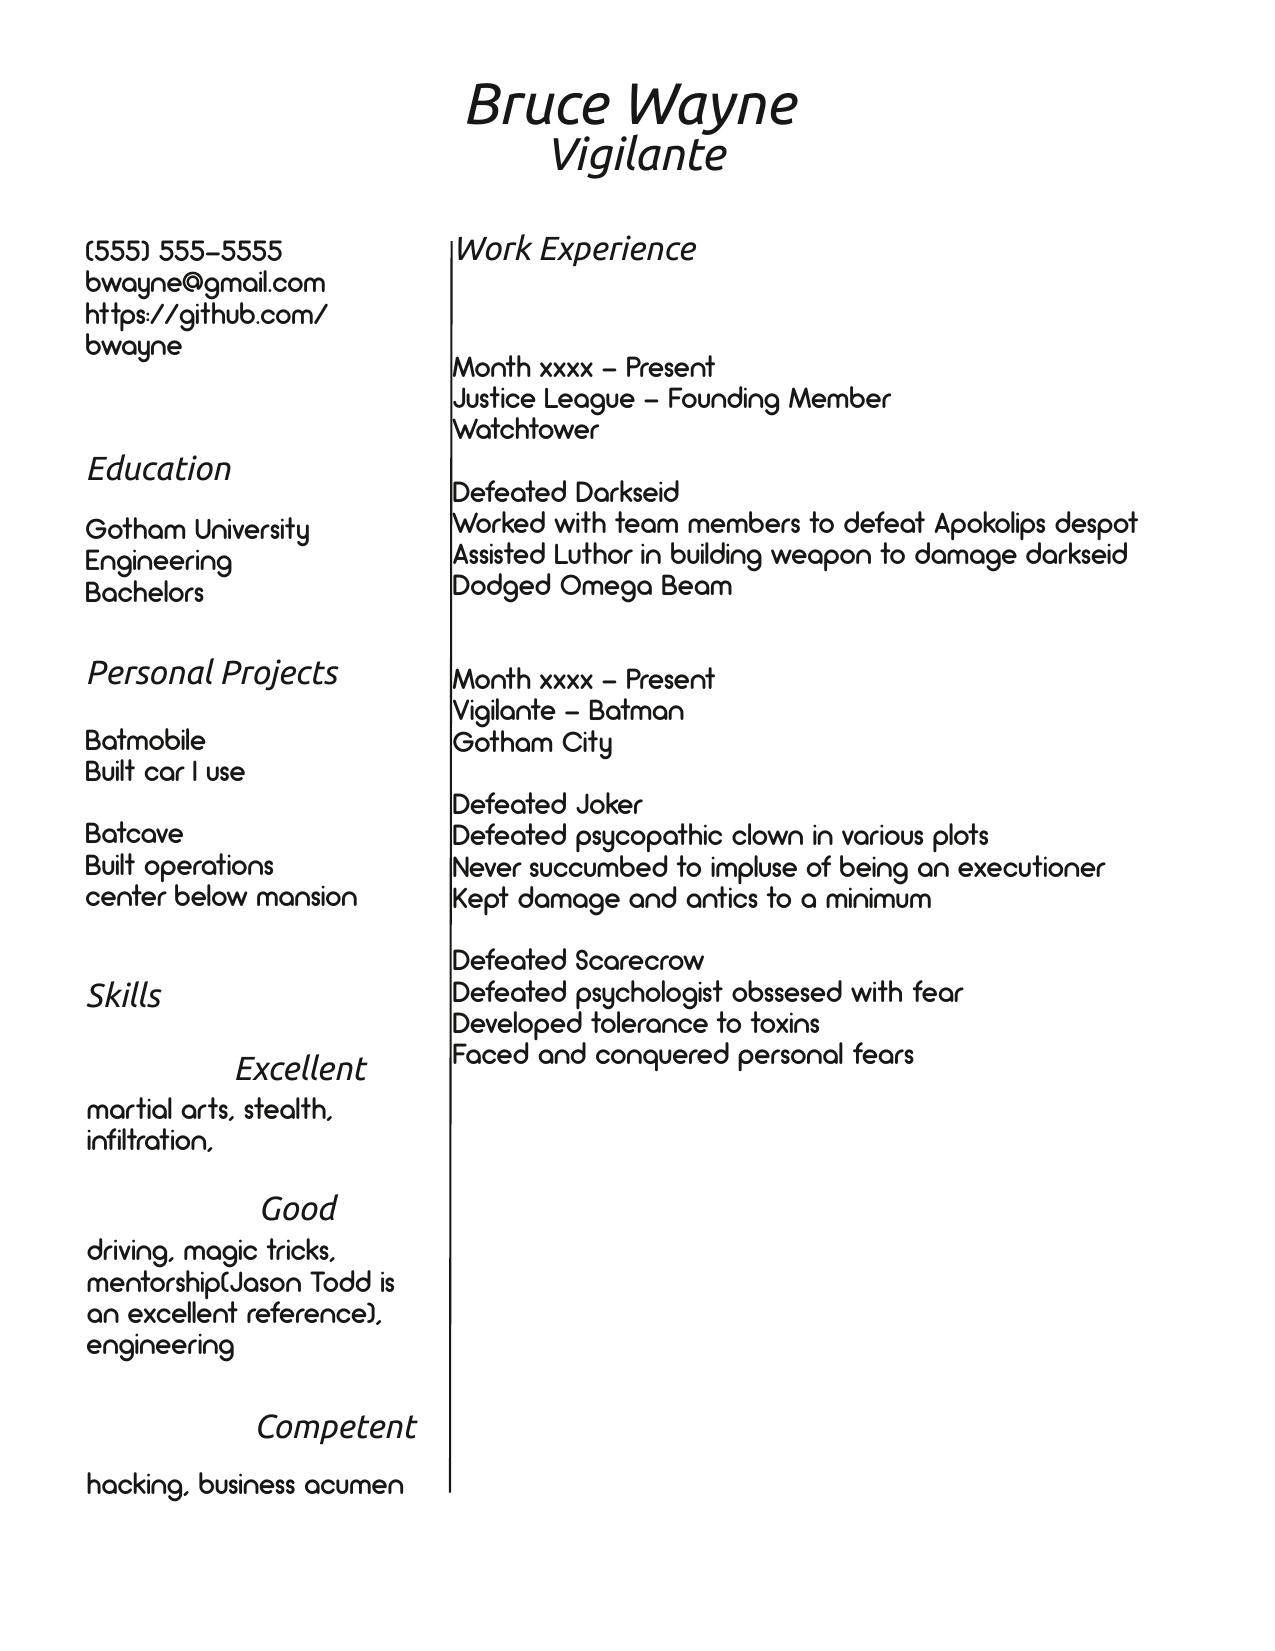 Bruce Wayne
Vigilante
(555) 555-5555
bwayne@gmail.com
https://github.com/
bwayne
Education
Gotham University
Engineering
Bachelors
Personal Projects
Batmobile
Built car I use
Batcave
Built operations
center below mansion
Skills
Excellent
martial arts, stealth,
infiltration,
Good
driving, magic tricks,
mentorship(Jason Todd is
an excellent reference),
engineering
Competent
hacking, business acumen
Work Experience
Month xxxx - Present
Justice League - Founding Member
Watchtower
Defeated Darkseid
Worked with team members to defeat Apokolips despot
Assisted Luthor in building weapon to damage darkseid
Dodged Omega Beam
Month xxxx - Present
Vigilante - Batman
Gotham City
Defeated Joker
Defeated psycopathic clown in various plots
Never succumbed to impluse of being an executioner
Kept damage and antics to a minimum
Defeated Scarecrow
Defeated psychologist obssesed with fear
Developed tolerance to toxins
Faced and conquered personal fears